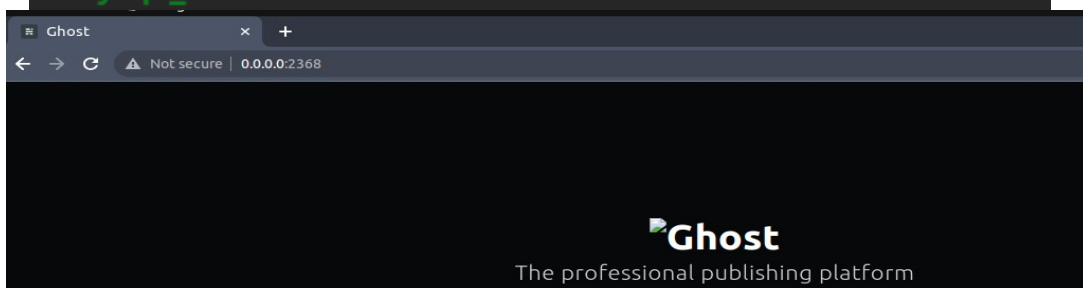 Ghost
Not secure | 0.0.0.0:2368
Ghost
The professional publishing platform